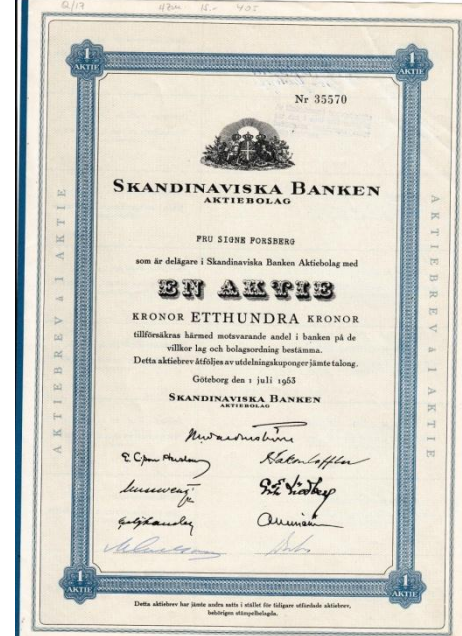 1
AKTIE
1
AKTIE
Nr 35570
SKANDINAVISKA BANKEN
AKTIEBOLAG
FRU SIGNE FORSBERG
som är delägare i Skandinaviska Banken Aktiebolag med
EN AKTIE
KRONOR ETTHUNDRA KRONOR
tillförsäkras härmed motsvarande andel i banken på de
villkor lag och bolagsordning bestämma.
Detta aktiebrev åtföljes av utdelningskuponger jämte talong.
Göteborg den 1 juli 1953
SKANDINAVISKA BANKEN
AKTIEBOLAG
AKTIEBREV à 1 AKTIE
AKTIEBREV à 1 AKTIE
1
AKTIE
1
AKTIE
Detta aktiebrev har jämte andra satts i stället för tidigare utfärdade aktiebrev,
behörigen stämpelbelagda.